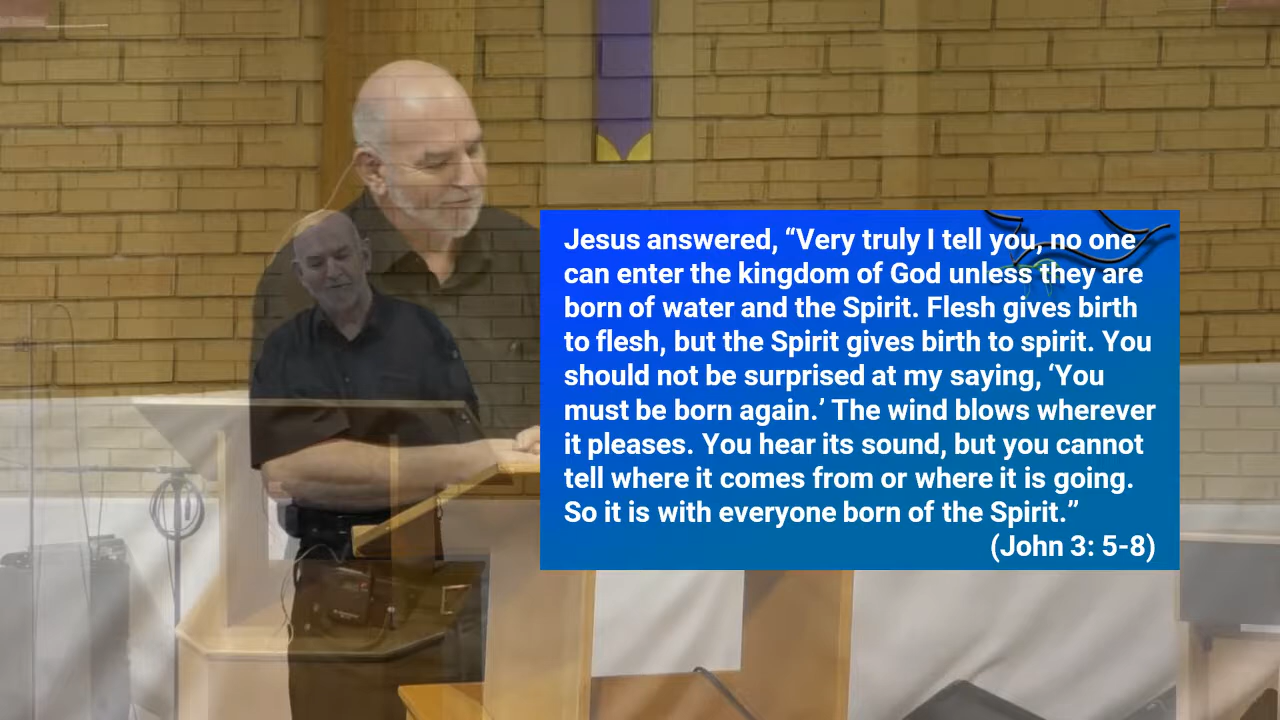 Jesus answered, “Very truly I tell you, no one
can enter the kingdom of God unless they are
born of water and the Spirit. Flesh gives birth
to flesh, but the Spirit gives birth to spirit. You
should not be surprised at my saying, ‘You
must be born again.’ The wind blows wherever
it pleases. You hear its sound, but you cannot
tell where it comes from or where it is going.
So it is with everyone born of the Spirit.”
(John 3: 5-8)